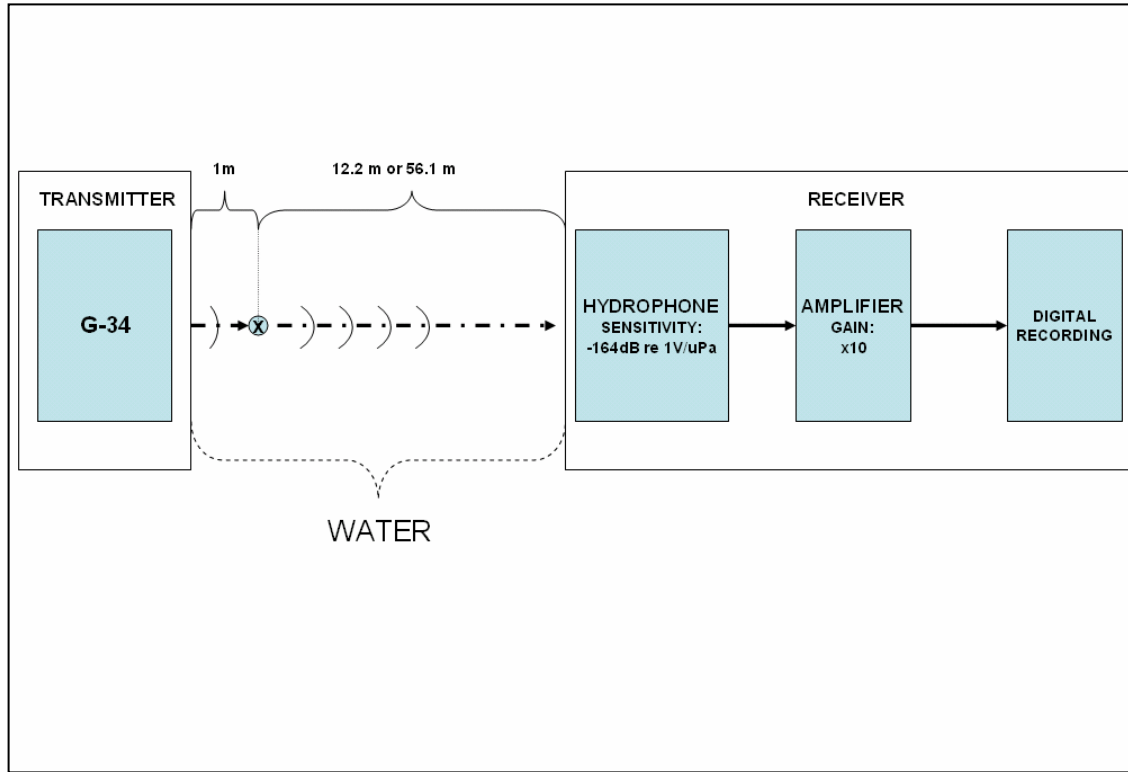 1m
12.2 m or 56.1 m
TRANSMITTER
G-34
X
RECEIVER
HYDROPHONE
SENSITIVITY:
-164dB re 1V/uPa
AMPLIFIER
GAIN:
x10
DIGITAL
RECORDING
WATER